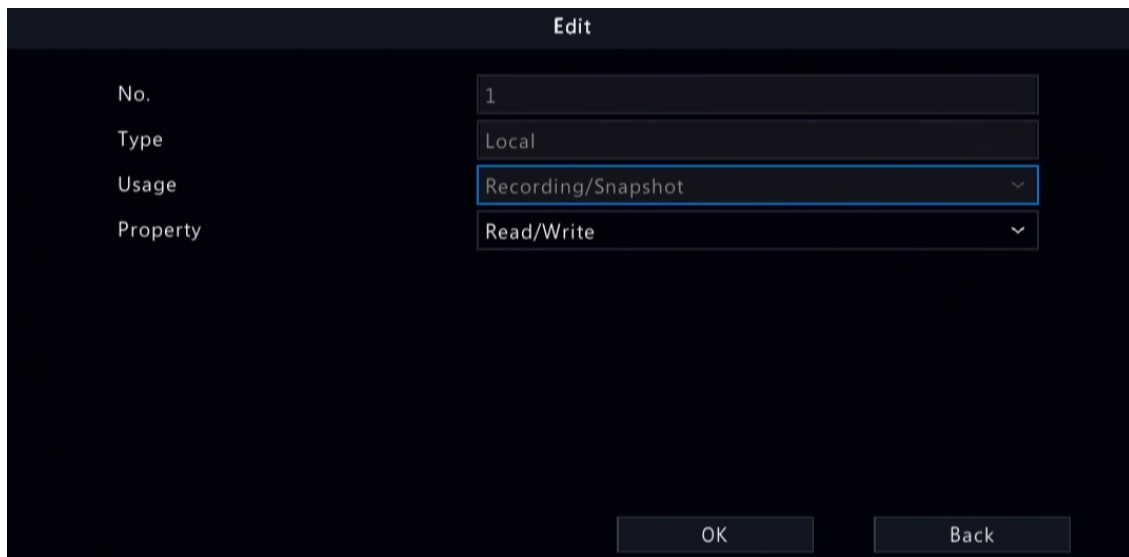 Edit
No. 1
Type Local
Usage Recording/Snapshot
Property Read/Write
OK Back